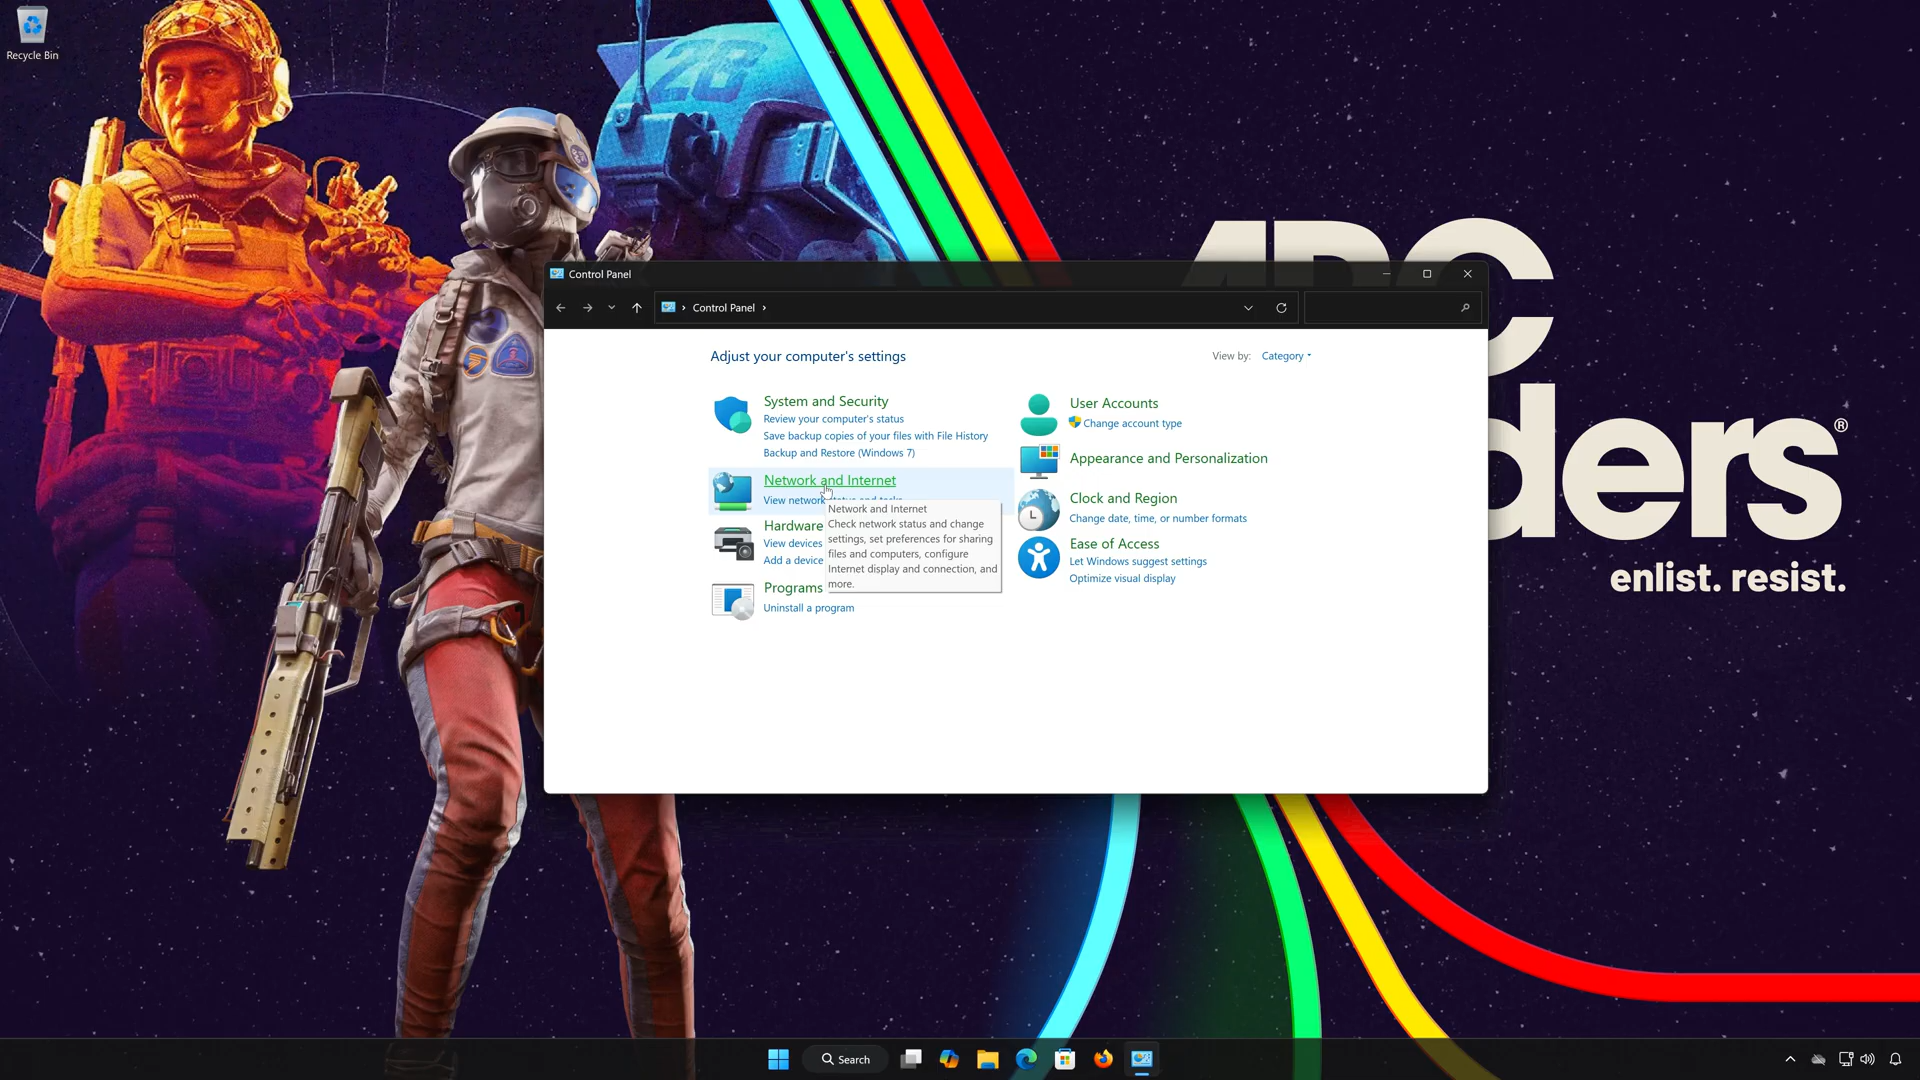 Recycle Bin
28
ARC
ders®
enlist. resist.
Control Panel
Control Panel
Adjust your computer's settings
View by: Category
System and Security
Review your computer's status
Save backup copies of your files with File History
Backup and Restore (Windows 7)
Network and Internet
View network status and tasks
Network and Internet
Check network status and change
settings, set preferences for sharing
files and computers, configure
Internet display and connection, and
more.
Hardware
View devices
Add a device
Programs
Uninstall a program
User Accounts
Change account type
Appearance and Personalization
Clock and Region
Change date, time, or number formats
Ease of Access
Let Windows suggest settings
Optimize visual display
Search